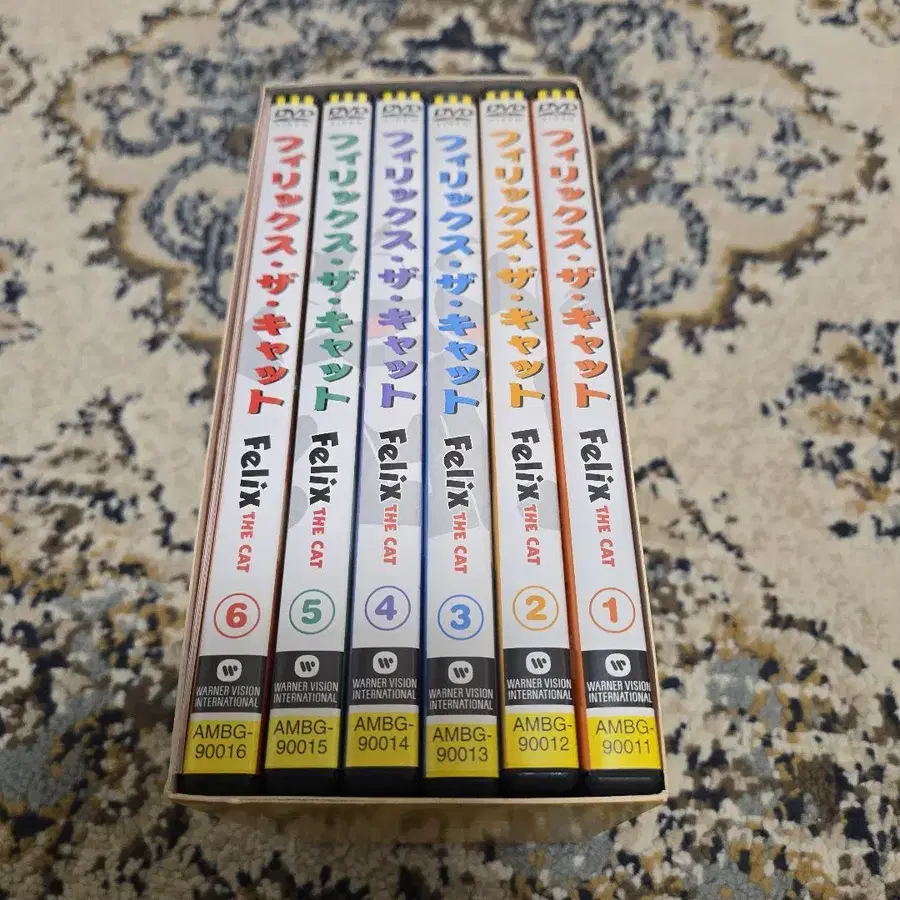 DVD
VIDEO
フィリックス・ザ・キャット
Felix THE CAT
6
WARNER VISION
INTERNATIONAL
AMBG-
90016
DVD
VIDEO
フィリックス・ザ・キャット
Felix THE CAT
5
WARNER VISION
INTERNATIONAL
AMBG-
90015
DVD
VIDEO
フィリックス・ザ・キャット
Felix THE CAT
4
WARNER VISION
INTERNATIONAL
AMBG-
90014
DVD
VIDEO
フィリックス・ザ・キャット
Felix THE CAT
3
WARNER VISION
INTERNATIONAL
AMBG-
90013
DVD
VIDEO
フィリックス・ザ・キャット
Felix THE CAT
2
WARNER VISION
INTERNATIONAL
AMBG-
90012
DVD
VIDEO
フィリックス・ザ・キャット
Felix THE CAT
1
WARNER VISION
INTERNATIONAL
AMBG-
90011